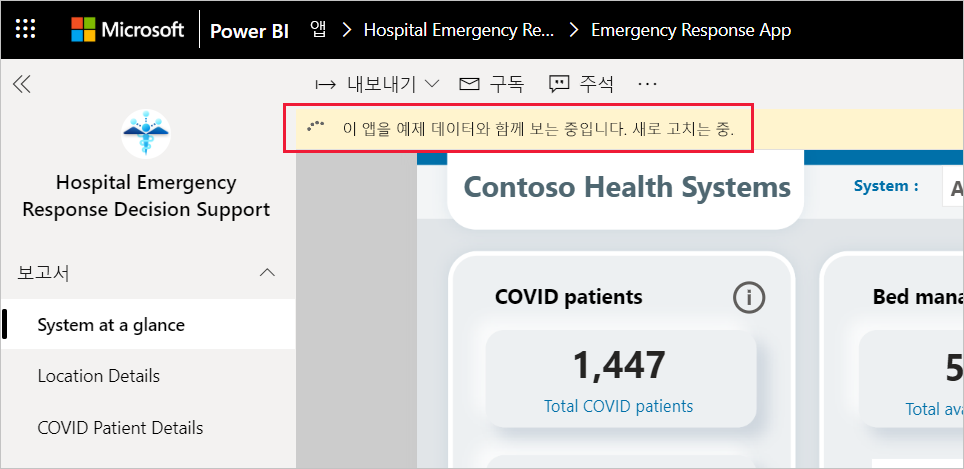 Microsoft Power BI 앱 > Hospital Emergency Re... > Emergency Response App
내보내기 구독 주석 ...
이 앱을 예제 데이터와 함께 보는 중입니다. 새로 고치는 중.
Hospital Emergency
Response Decision Support
보고서
System at a glance
Location Details
COVID Patient Details
Contoso Health Systems
System : A
COVID patients
1,447
Total COVID patients
Bed mana
5
Total ava